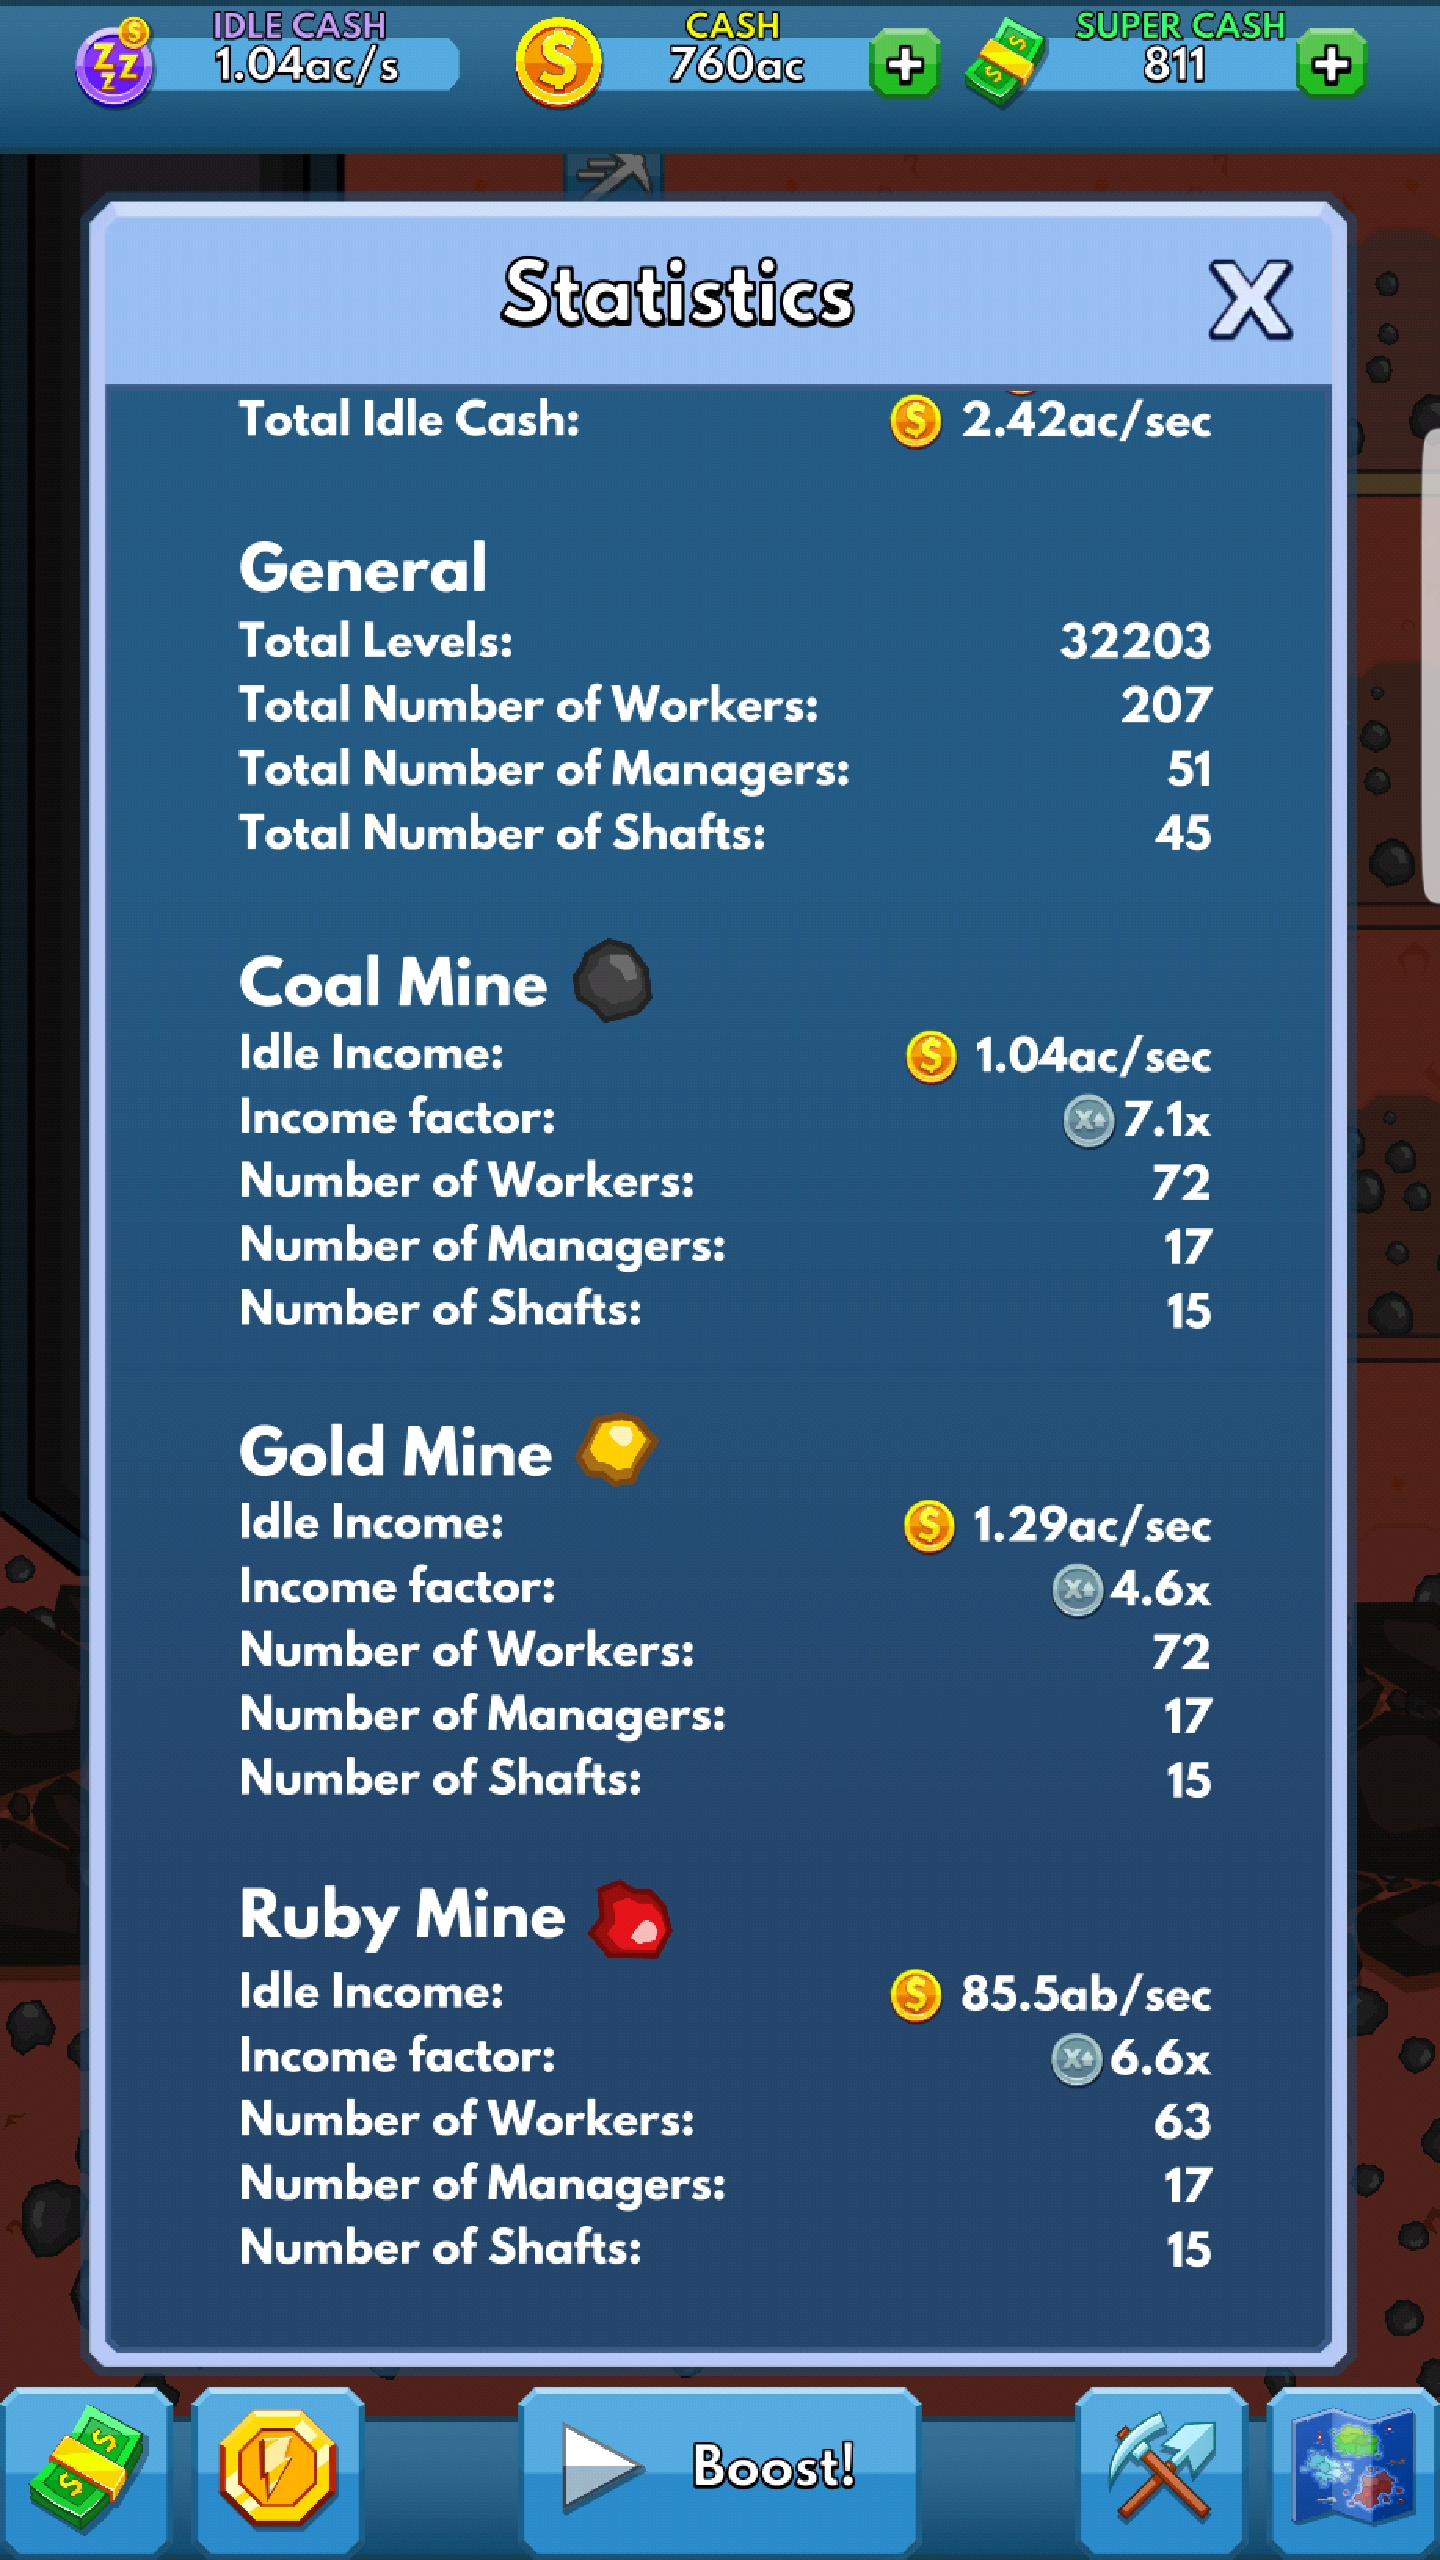 IDLE CASH
1.04ac/s
CASH
760ac
SUPER CASH
811
Statistics
X
Total Idle Cash: 2.42ac/sec
General
Total Levels: 32203
Total Number of Workers: 207
Total Number of Managers: 51
Total Number of Shafts: 45
Coal Mine
Idle Income: 1.04ac/sec
Income factor: 7.1x
Number of Workers: 72
Number of Managers: 17
Number of Shafts: 15
Gold Mine
Idle Income: 1.29ac/sec
Income factor: 4.6x
Number of Workers: 72
Number of Managers: 17
Number of Shafts: 15
Ruby Mine
Idle Income: 85.5ab/sec
Income factor: 6.6x
Number of Workers: 63
Number of Managers: 17
Number of Shafts: 15
Boost!